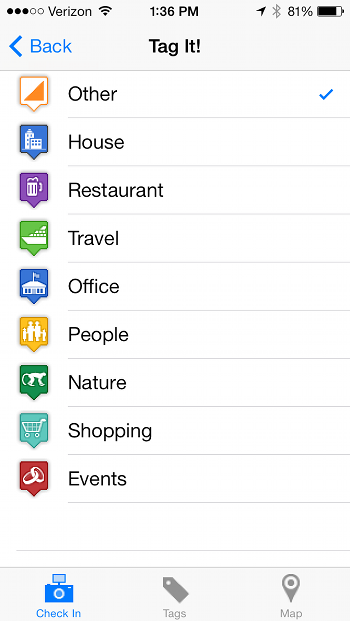 Verizon 1:36 PM 81%
Back Tag It!
Other
House
Restaurant
Travel
Office
People
Nature
Shopping
Events
Check In Tags Map